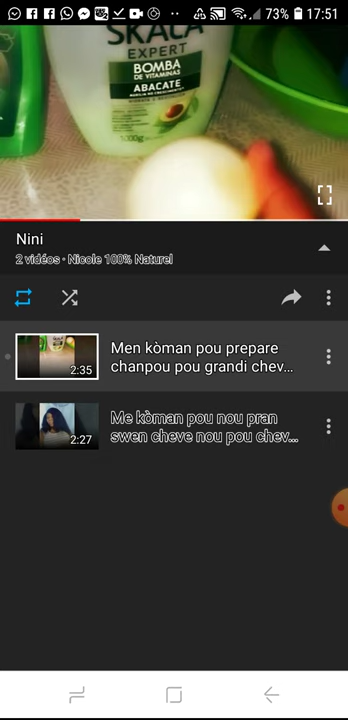 73% 17:51
SKALA
EXPERT
BOMBA
DE VITAMINAS
ABACATE
1000g
Nini
2 vidéos • Nicole 100% Naturel
Men kòman pou prepare
chanpou pou grandi chev...
2:35
Me kòman pou nou pran
swen cheve nou pou chev...
2:27